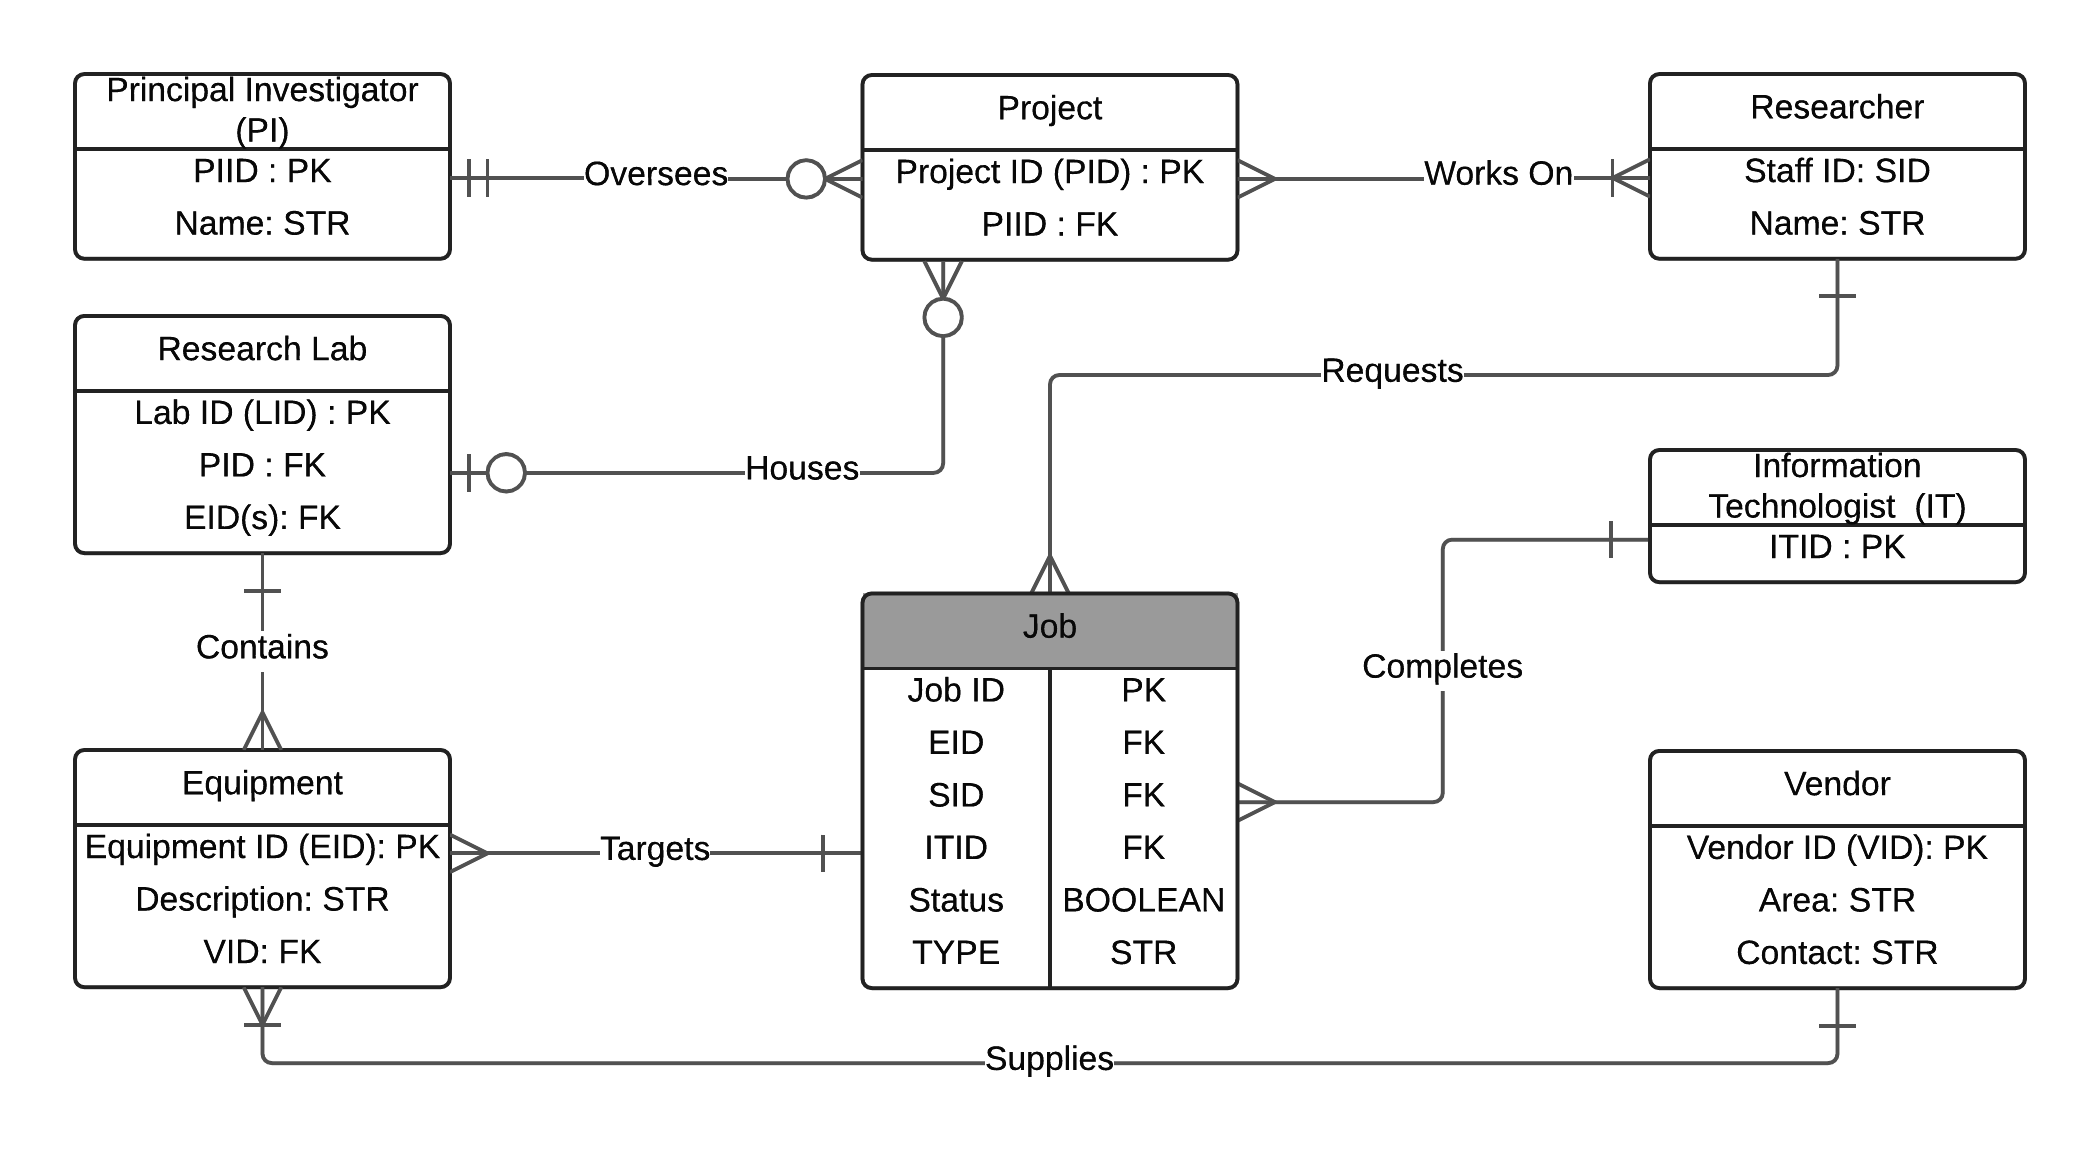 Principal Investigator
(PI)
PIID : PK
Name: STR
Oversees
Project
Project ID (PID) : PK
PIID : FK
Works On
Researcher
Staff ID: SID
Name: STR
Research Lab
Lab ID (LID) : PK
PID : FK
EID(s): FK
Houses
Requests
Information
Technologist  (IT)
ITID : PK
Contains
Job
Job ID PK
EID FK
SID FK
ITID FK
Status BOOLEAN
TYPE STR
Completes
Equipment
Equipment ID (EID): PK
Description: STR
VID: FK
Targets
Vendor
Vendor ID (VID): PK
Area: STR
Contact: STR
Supplies